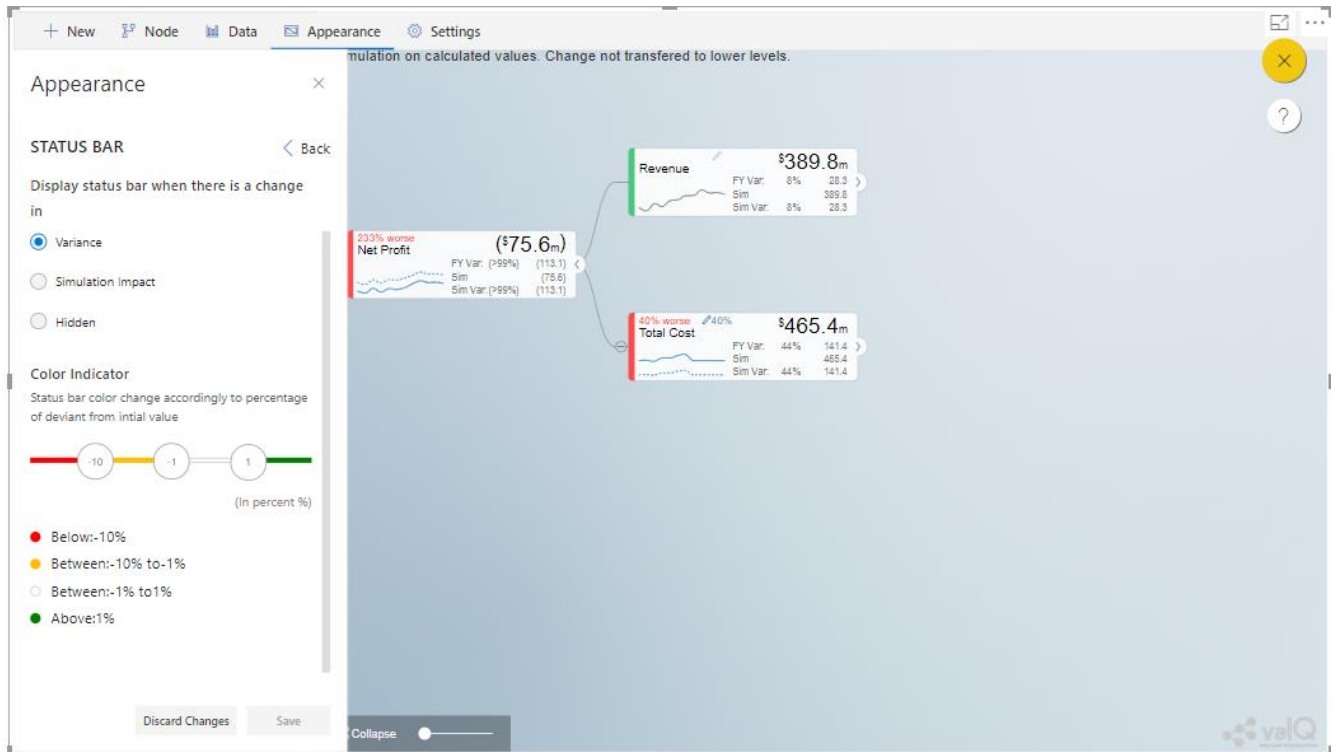 New Node Data Appearance Settings
mulation on calculated values. Change not transfered to lower levels.
Appearance
STATUS BAR
Back
Display status bar when there is a change
in
Variance
Simulation Impact
Hidden
Color Indicator
Status bar color change accordingly to percentage
of deviant from intial value
-10 -1 1
(In percent %)
Below:-10%
Between:-10% to-1%
Between:-1% to1%
Above:1%
Discard Changes Save
233% worse
Net Profit
($75.6m)
FY Var. (>99%) (113.1)
Sim (75.6)
Sim Var.(>99%) (113.1)
Revenue
$389.8m
FY Var. 8% 28.3
Sim 389.8
Sim Var. 8% 28.3
40% worse 40%
Total Cost
$465.4m
FY Var. 44% 141.4
Sim 465.4
Sim Var. 44% 141.4
?
Collapse
valQ